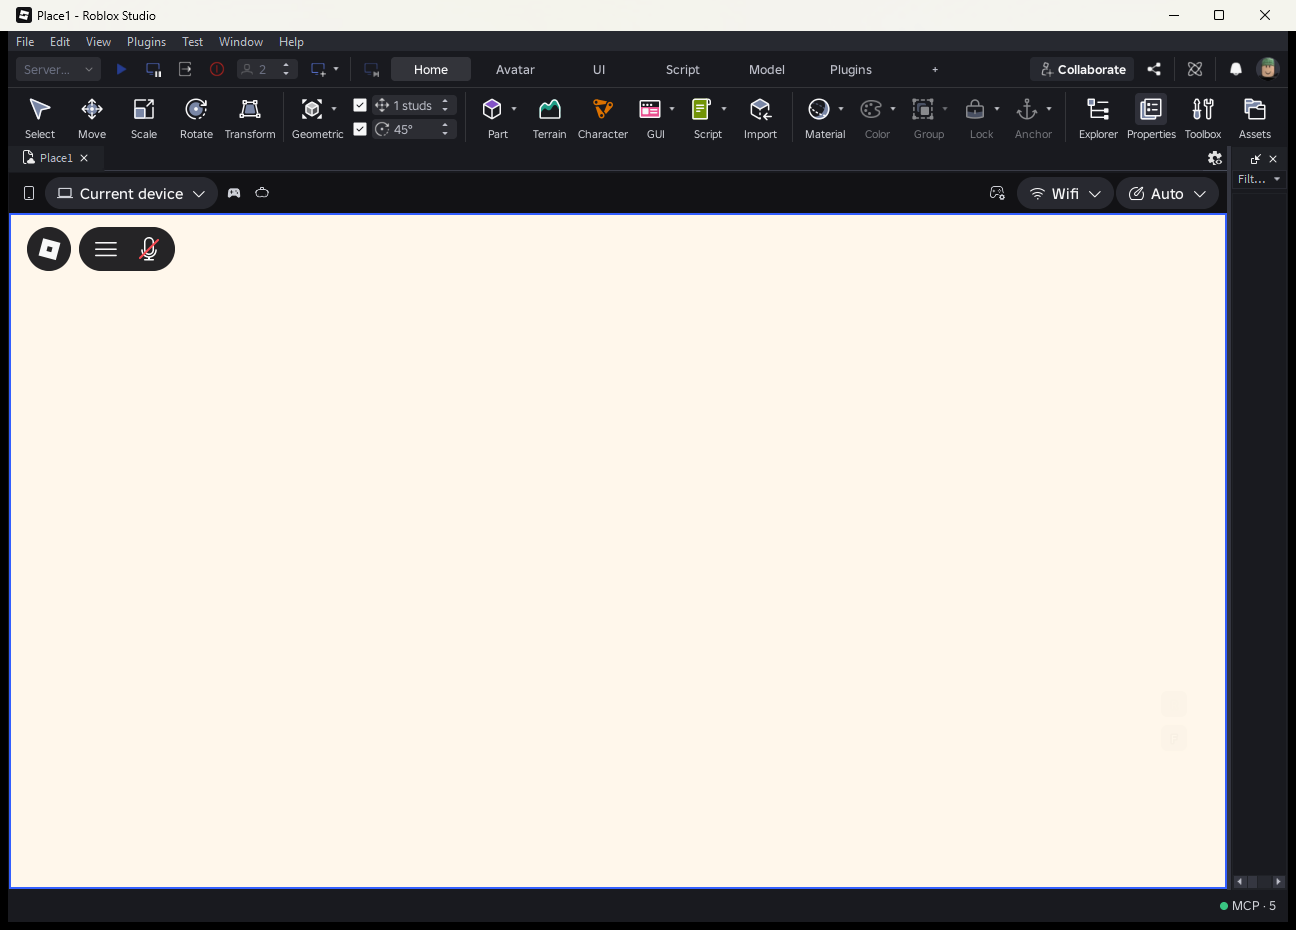 Place1 - Roblox Studio
File Edit View Plugins Test Window Help
Server... 2 Home Avatar UI Script Model Plugins + Collaborate
1 studs
45°
Select Move Scale Rotate Transform Geometric Part Terrain Character GUI Script Import Material Color Group Lock Anchor Explorer Properties Toolbox Assets
Place1
Filt...
Current device Wifi Auto
MCP · 5